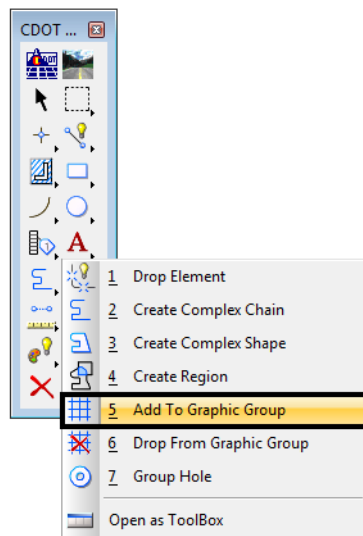 CDOT ...
A
1 Drop Element
2 Create Complex Chain
3 Create Complex Shape
4 Create Region
5 Add To Graphic Group
6 Drop From Graphic Group
7 Group Hole
Open as ToolBox